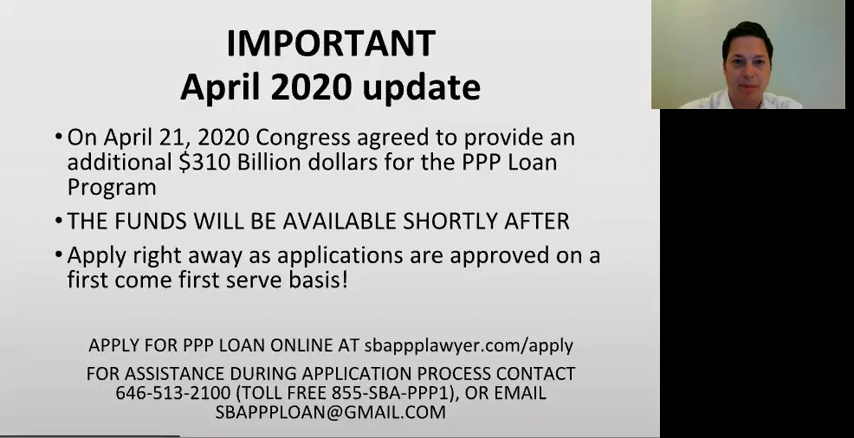 IMPORTANT
April 2020 update
• On April 21, 2020 Congress agreed to provide an
additional $310 Billion dollars for the PPP Loan
Program
• THE FUNDS WILL BE AVAILABLE SHORTLY AFTER
• Apply right away as applications are approved on a
first come first serve basis!
APPLY FOR PPP LOAN ONLINE AT sbappplawyer.com/apply
FOR ASSISTANCE DURING APPLICATION PROCESS CONTACT
646-513-2100 (TOLL FREE 855-SBA-PPP1), OR EMAIL
SBAPPPLOAN@GMAIL.COM